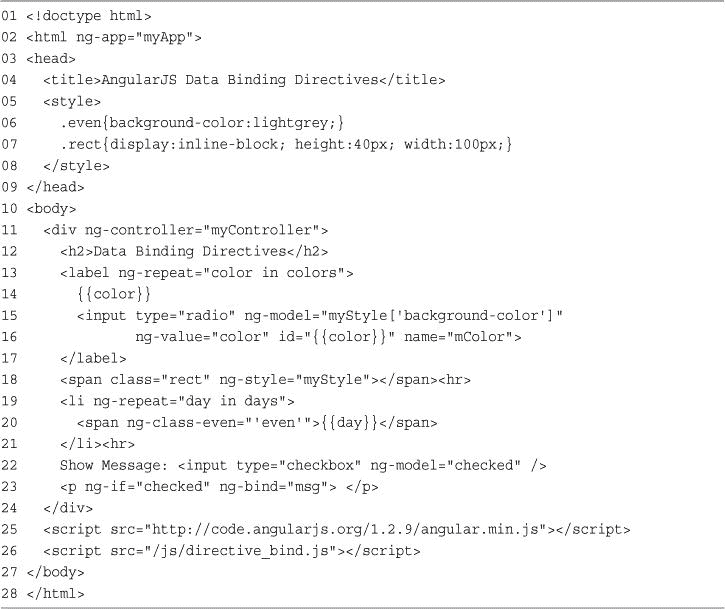 01 <!doctype html>
02 <html ng-app="myApp">
03 <head>
04   <title>AngularJS Data Binding Directives</title>
05   <style>
06     .even{background-color:lightgrey;}
07     .rect{display:inline-block; height:40px; width:100px;}
08   </style>
09 </head>
10 <body>
11   <div ng-controller="myController">
12     <h2>Data Binding Directives</h2>
13     <label ng-repeat="color in colors">
14       {{color}}
15       <input type="radio" ng-model="myStyle['background-color']"
16              ng-value="color" id="{{color}}" name="mColor">
17     </label>
18     <span class="rect" ng-style="myStyle"></span><hr>
19     <li ng-repeat="day in days">
20       <span ng-class-even="'even'">{{day}}</span>
21     </li><hr>
22     Show Message: <input type="checkbox" ng-model="checked" />
23     <p ng-if="checked" ng-bind="msg"> </p>
24   </div>
25   <script src="http://code.angularjs.org/1.2.9/angular.min.js"></script>
26   <script src="/js/directive_bind.js"></script>
27 </body>
28 </html>